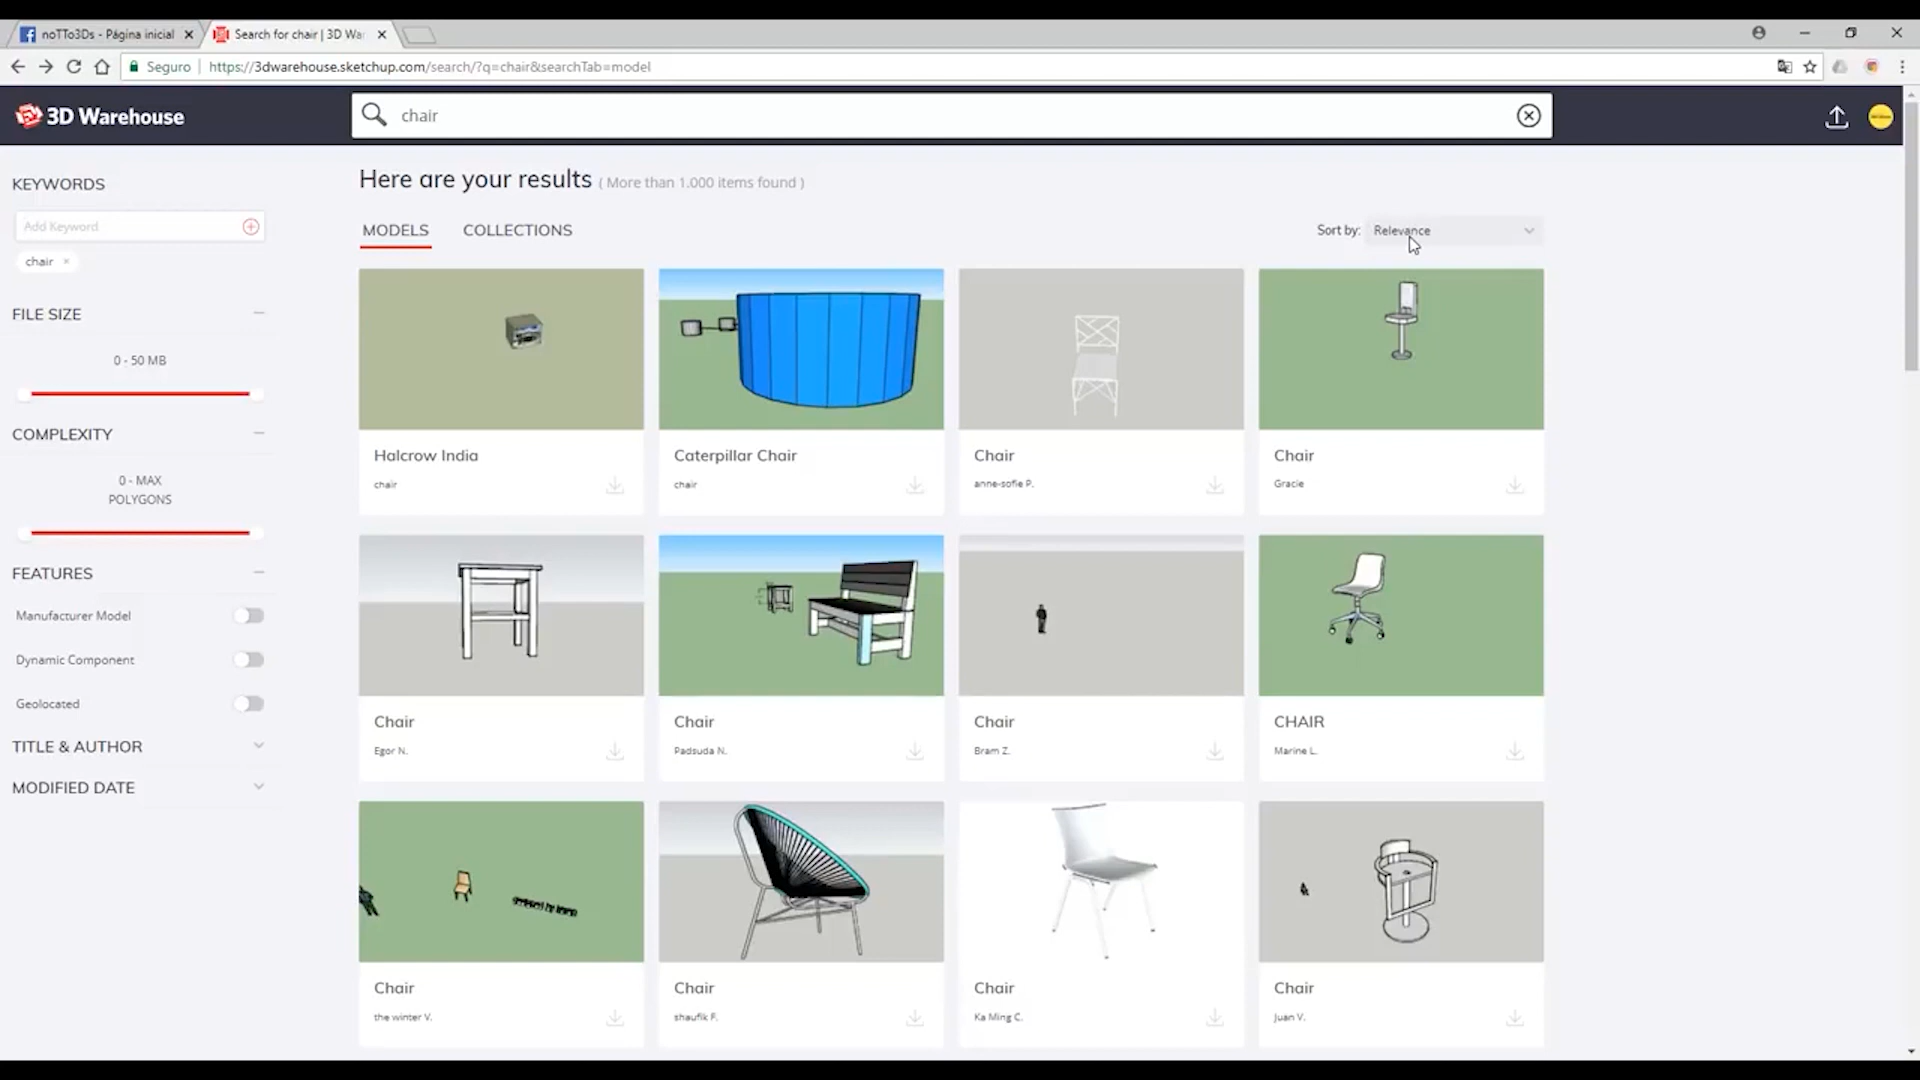 noTTo3Ds - Página inicial
Search for chair | 3D Wa
Seguro
https://3dwarehouse.sketchup.com/search/?q=chair&searchTab=model
3D Warehouse
chair
KEYWORDS
Add Keyword
chair ×
FILE SIZE
0 - 50 MB
COMPLEXITY
0 - MAX
POLYGONS
FEATURES
Manufacturer Model
Dynamic Component
Geolocated
TITLE & AUTHOR
MODIFIED DATE
Here are your results ( More than 1.000 items found )
MODELS COLLECTIONS
Sort by: Relevance
Halcrow India
chair
Caterpillar Chair
chair
Chair
anne-sofie P.
Chair
Gracie
Chair
Egor N.
Chair
Padsuda N.
Chair
Bram Z.
CHAIR
Marine L.
Chair
the winter V.
Chair
shaufik F.
Chair
Ka Ming C.
Chair
Juan V.